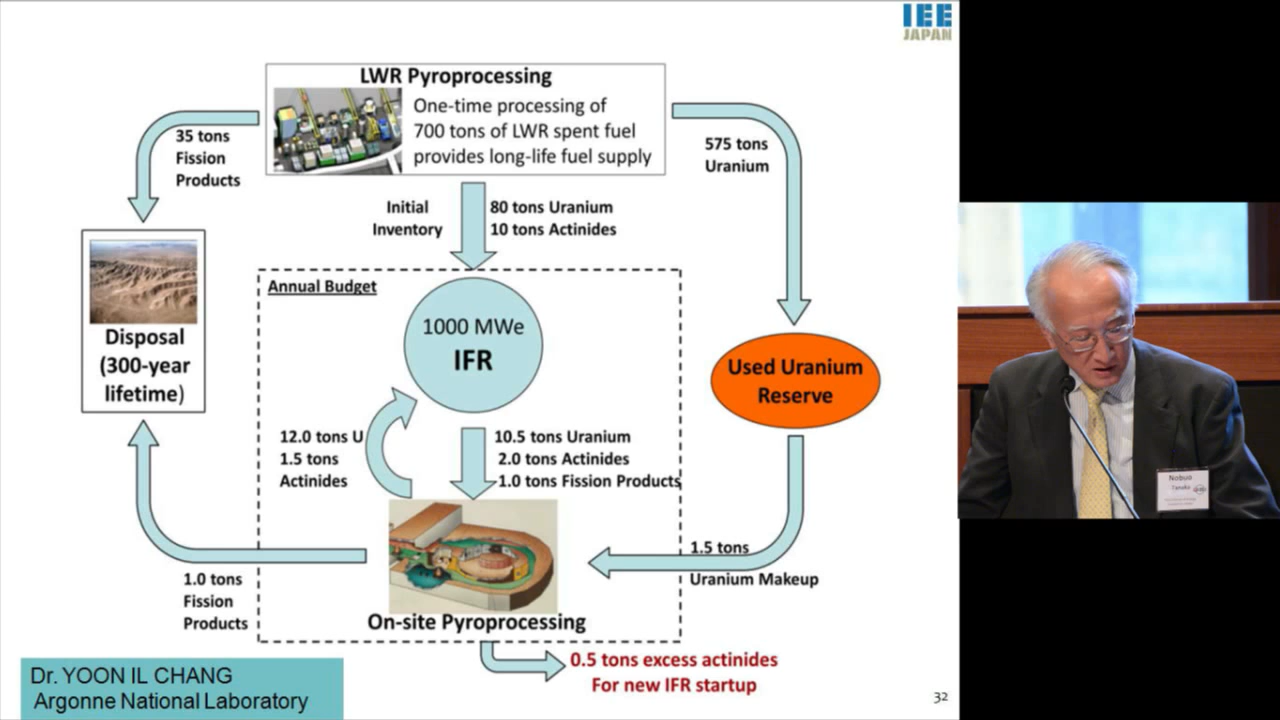 IEE
JAPAN
LWR Pyroprocessing
One-time processing of
700 tons of LWR spent fuel
provides long-life fuel supply
35 tons
Fission
Products
575 tons
Uranium
Initial
Inventory
80 tons Uranium
10 tons Actinides
Annual Budget
1000 MWe
IFR
Disposal
(300-year
lifetime)
Used Uranium
Reserve
12.0 tons U
1.5 tons
Actinides
10.5 tons Uranium
2.0 tons Actinides
1.0 tons Fission Products
1.5 tons
Uranium Makeup
1.0 tons
Fission
Products
On-site Pyroprocessing
0.5 tons excess actinides
For new IFR startup
Dr. YOON IL CHANG
Argonne National Laboratory
32
Nobuo
Tanaka